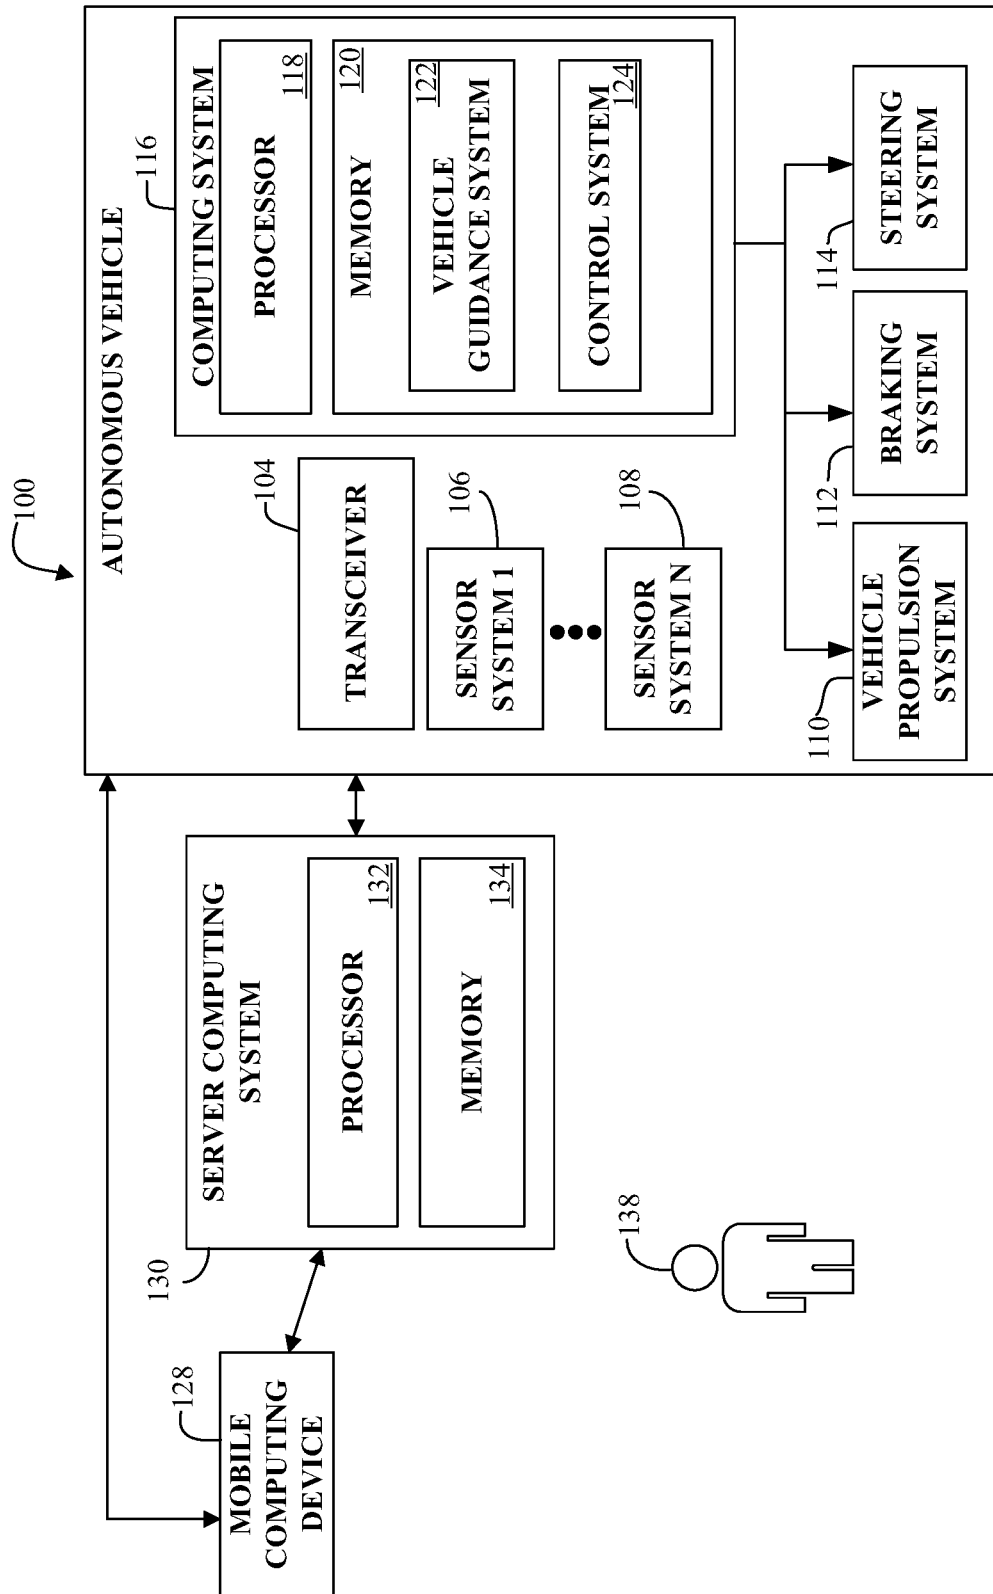 100
AUTONOMOUS VEHICLE
116
COMPUTING SYSTEM
PROCESSOR
118
MEMORY
120
VEHICLE
GUIDANCE SYSTEM
122
CONTROL SYSTEM
124
TRANSCEIVER
104
SENSOR
SYSTEM 1
106
SENSOR
SYSTEM N
108
VEHICLE
PROPULSION
SYSTEM
110
BRAKING
SYSTEM
112
STEERING
SYSTEM
114
SERVER COMPUTING
SYSTEM
130
PROCESSOR
132
MEMORY
134
MOBILE
COMPUTING
DEVICE
128
138